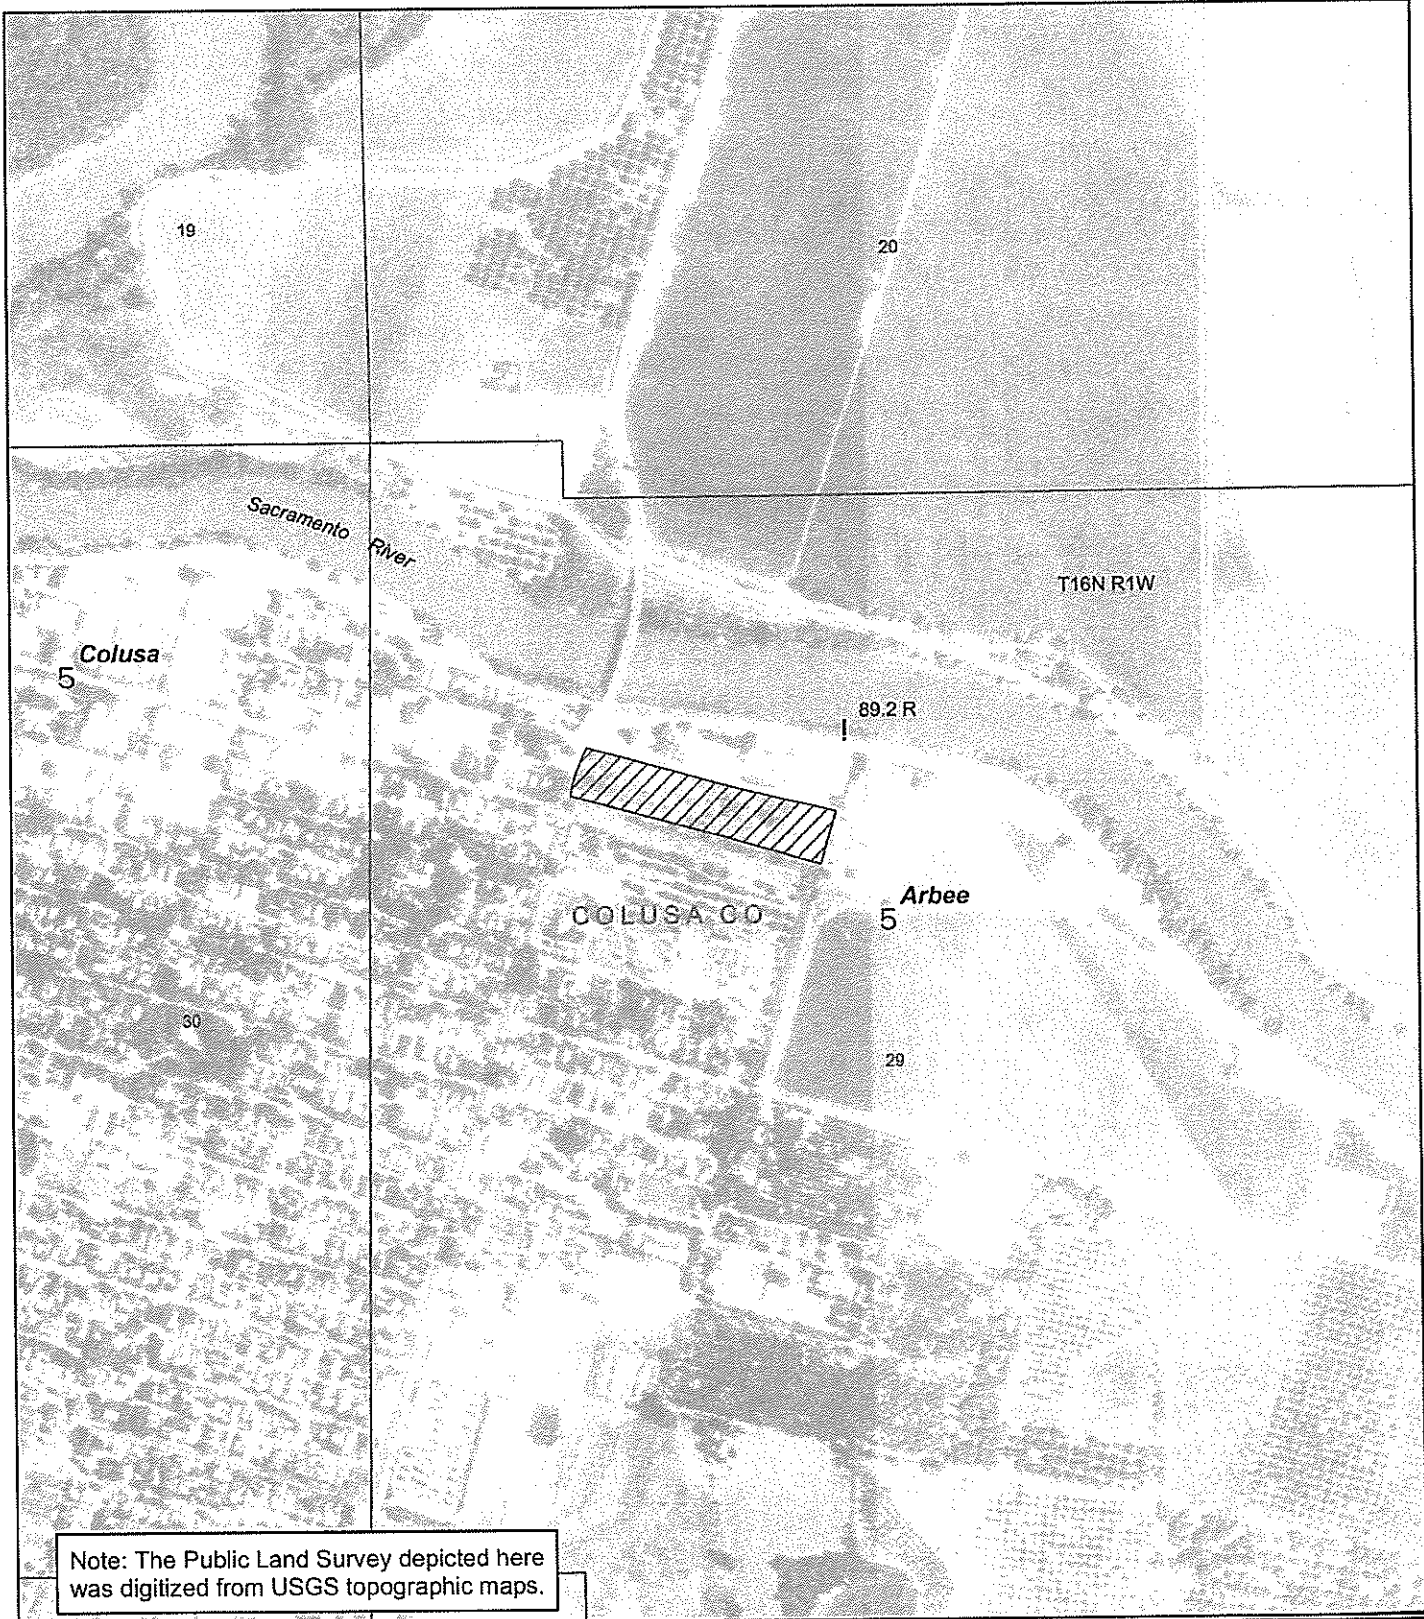 19
20
Sacramento River
T16N R1W
Colusa
5
89.2 R
!
Arbee
5
COLUSA CO
30
29
Note: The Public Land Survey depicted here
was digitized from USGS topographic maps.